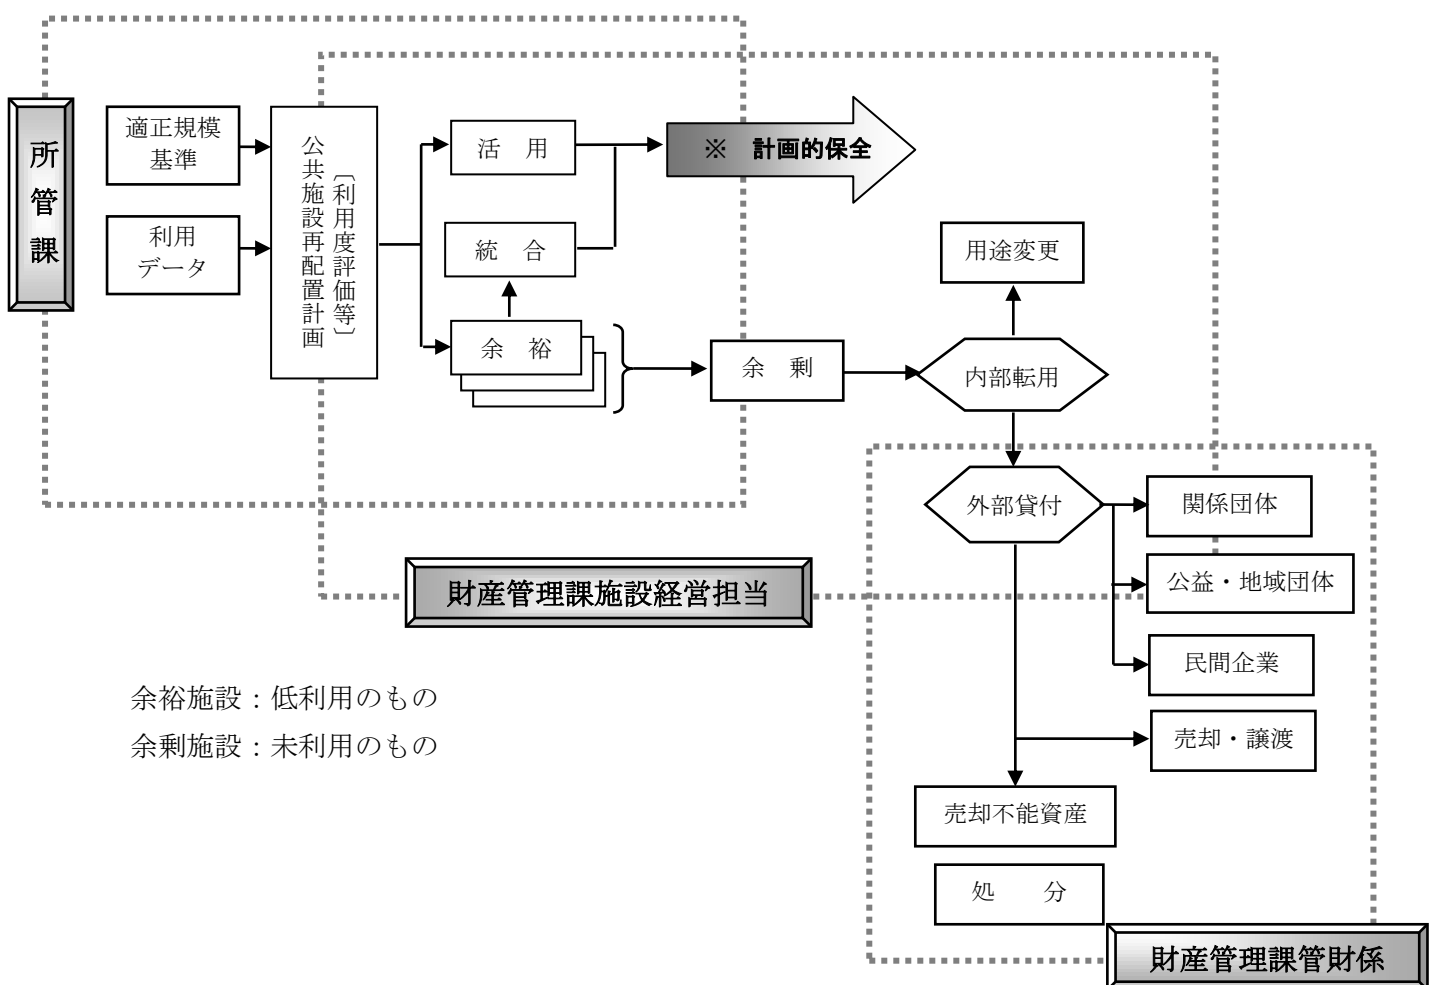 所管課
適正規模
基準
利用
データ
公共施設再配置計画
〔利用度評価等〕
活　用
統　合
余　裕
※　計画的保全
余　剰
用途変更
内部転用
外部貸付
関係団体
公益・地域団体
民間企業
売却・譲渡
売却不能資産
処　　分
財産管理課施設経営担当
財産管理課管財係
余裕施設：低利用のもの
余剰施設：未利用のもの